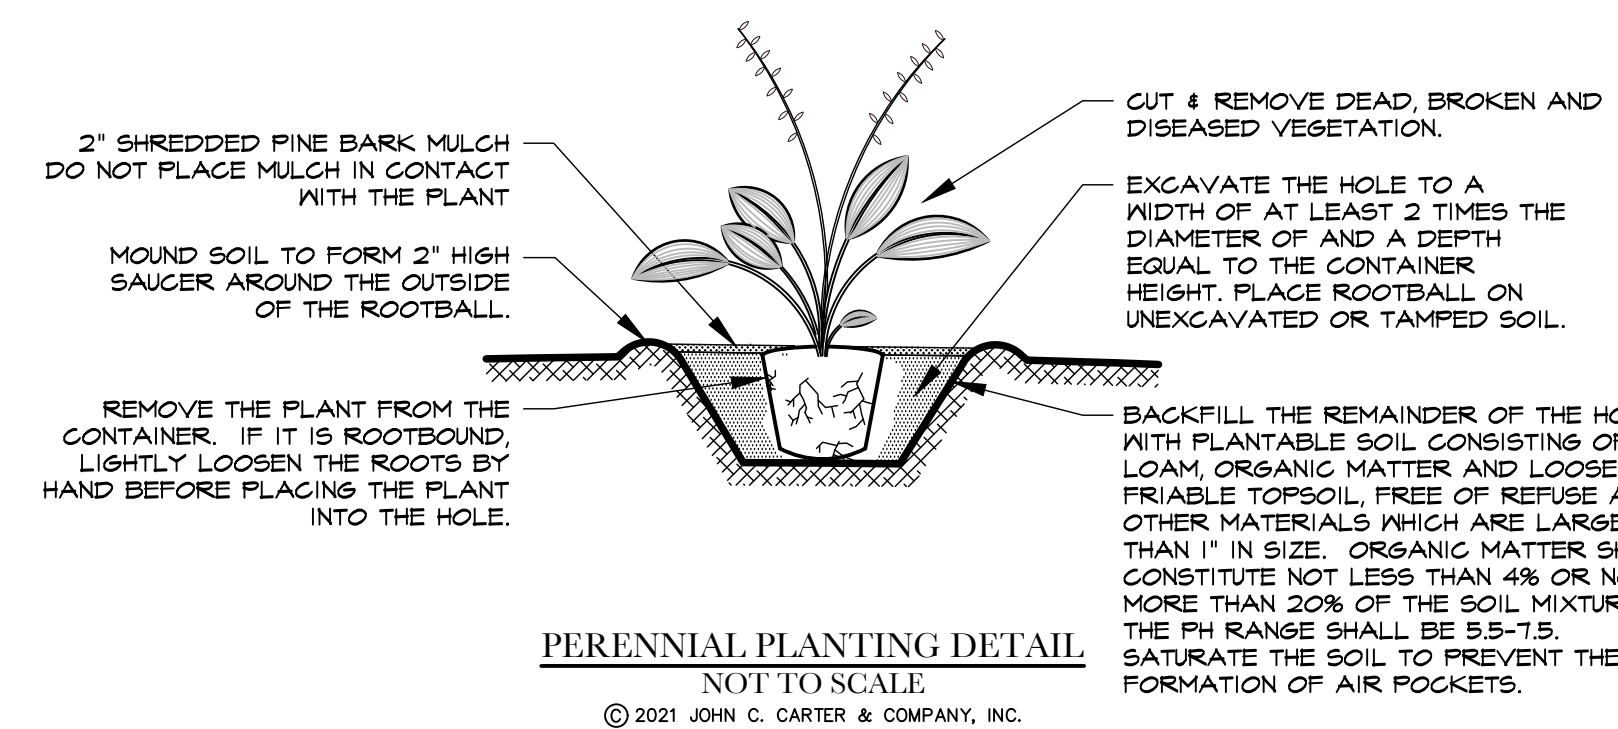 2" SHREDDED PINE BARK MULCH
DO NOT PLACE MULCH IN CONTACT
WITH THE PLANT
MOUND SOIL TO FORM 2" HIGH
SAUCER AROUND THE OUTSIDE
OF THE ROOTBALL.
REMOVE THE PLANT FROM THE
CONTAINER. IF IT IS ROOTBOUND,
LIGHTLY LOOSEN THE ROOTS BY
HAND BEFORE PLACING THE PLANT
INTO THE HOLE.
CUT & REMOVE DEAD, BROKEN AND
DISEASED VEGETATION.
EXCAVATE THE HOLE TO A
WIDTH OF AT LEAST 2 TIMES THE
DIAMETER OF AND A DEPTH
EQUAL TO THE CONTAINER
HEIGHT. PLACE ROOTBALL ON
UNEXCAVATED OR TAMPED SOIL.
BACKFILL THE REMAINDER OF THE
WITH PLANTABLE SOIL CONSISTING
LOAM, ORGANIC MATTER AND LOOSE
FRIABLE TOPSOIL, FREE OF REFUSE
OTHER MATERIALS WHICH ARE
THAN 1" IN SIZE. ORGANIC MATTER
CONSTITUTE NOT LESS THAN 4% OR
MORE THAN 20% OF THE SOIL
THE PH RANGE SHALL BE 5.5-7.5.
SATURATE THE SOIL TO PREVENT THE
FORMATION OF AIR POCKETS.
PERENNIAL PLANTING DETAIL
NOT TO SCALE
© 2021 JOHN C. CARTER & COMPANY, INC.